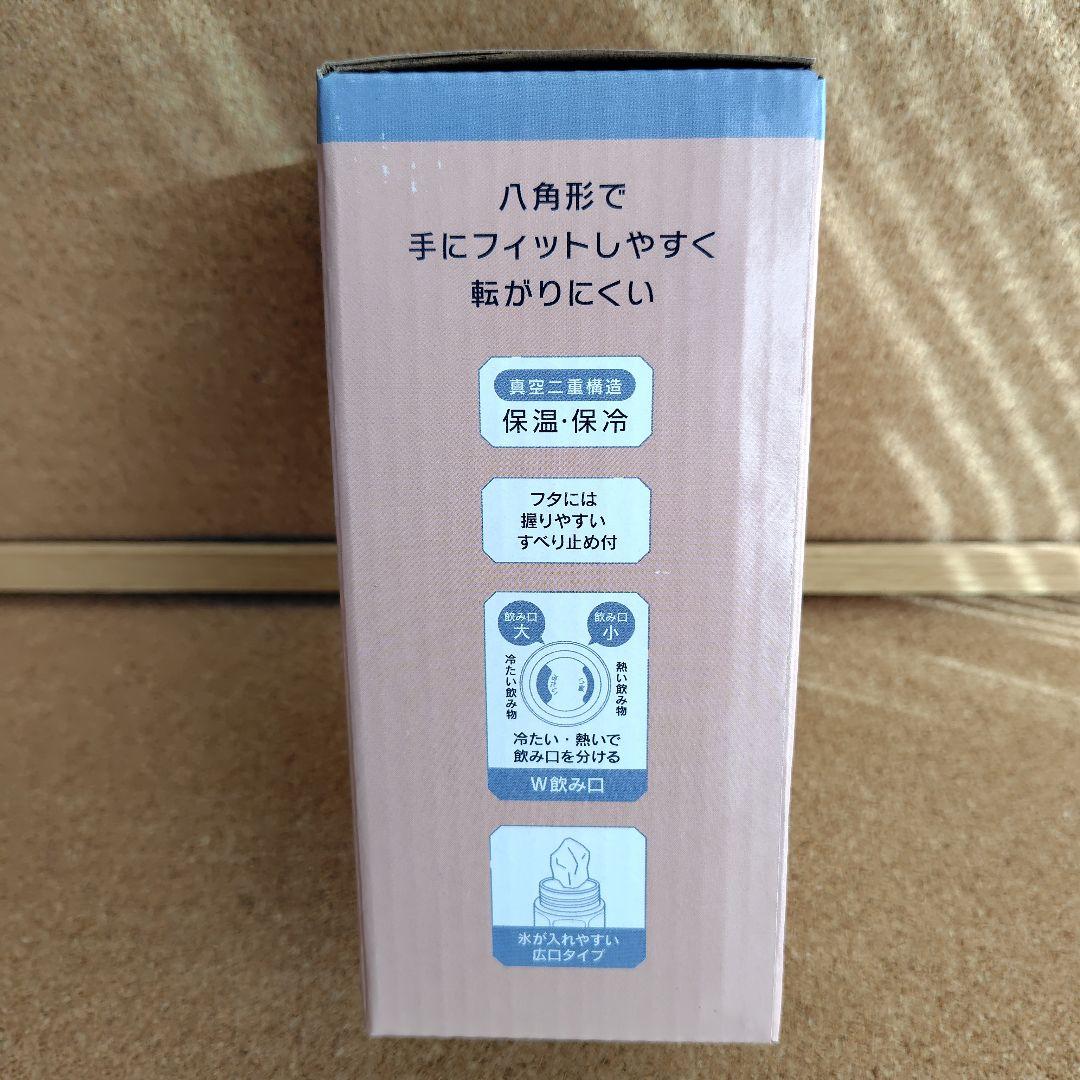 八角形で
手にフィットしやすく
転がりにくい
真空二重構造
保温・保冷
フタには
握りやすい
すべり止め付
飲み口
大
飲み口
小
冷たい飲み物
熱い飲み物
冷たい・熱いで
飲み口を分ける
W飲み口
氷が入れやすい
広口タイプ